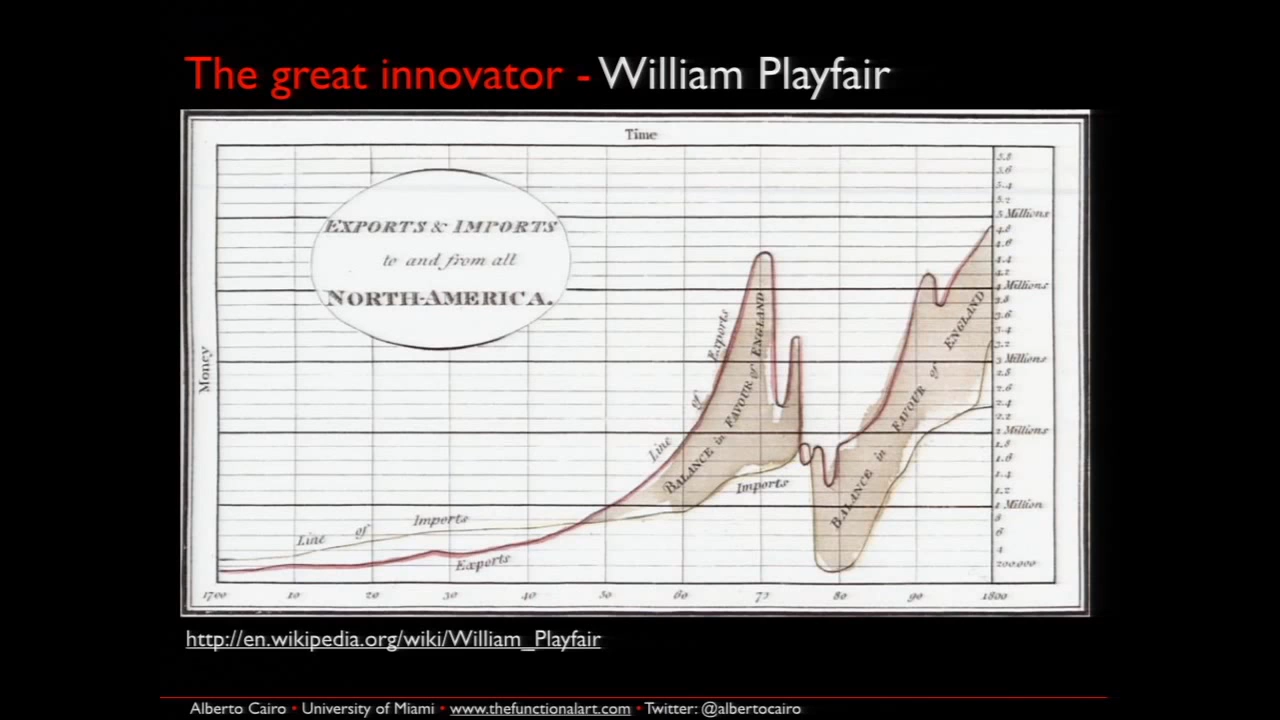 The great innovator - William Playfair
Time
EXPORTS & IMPORTS
to and from all
NORTH-AMERICA.
Money
Line of Exports
BALANCE in FAVOUR of ENGLAND
Imports
BALANCE in FAVOUR of ENGLAND
Line of Imports
Exports
5.8
5.6
5.4
5.2
5 Millions
4.8
4.6
4.4
4.2
4 Millions
3.8
3.6
3.4
3.2
3 Millions
2.8
2.6
2.4
2.2
2 Millions
1.8
1.6
1.4
1.2
1 Million
8
6
4
200,000
1700 10 20 30 40 50 60 75 80 90 1800
http://en.wikipedia.org/wiki/William_Playfair
Alberto Cairo • University of Miami • www.thefunctionalart.com • Twitter: @albertocairo